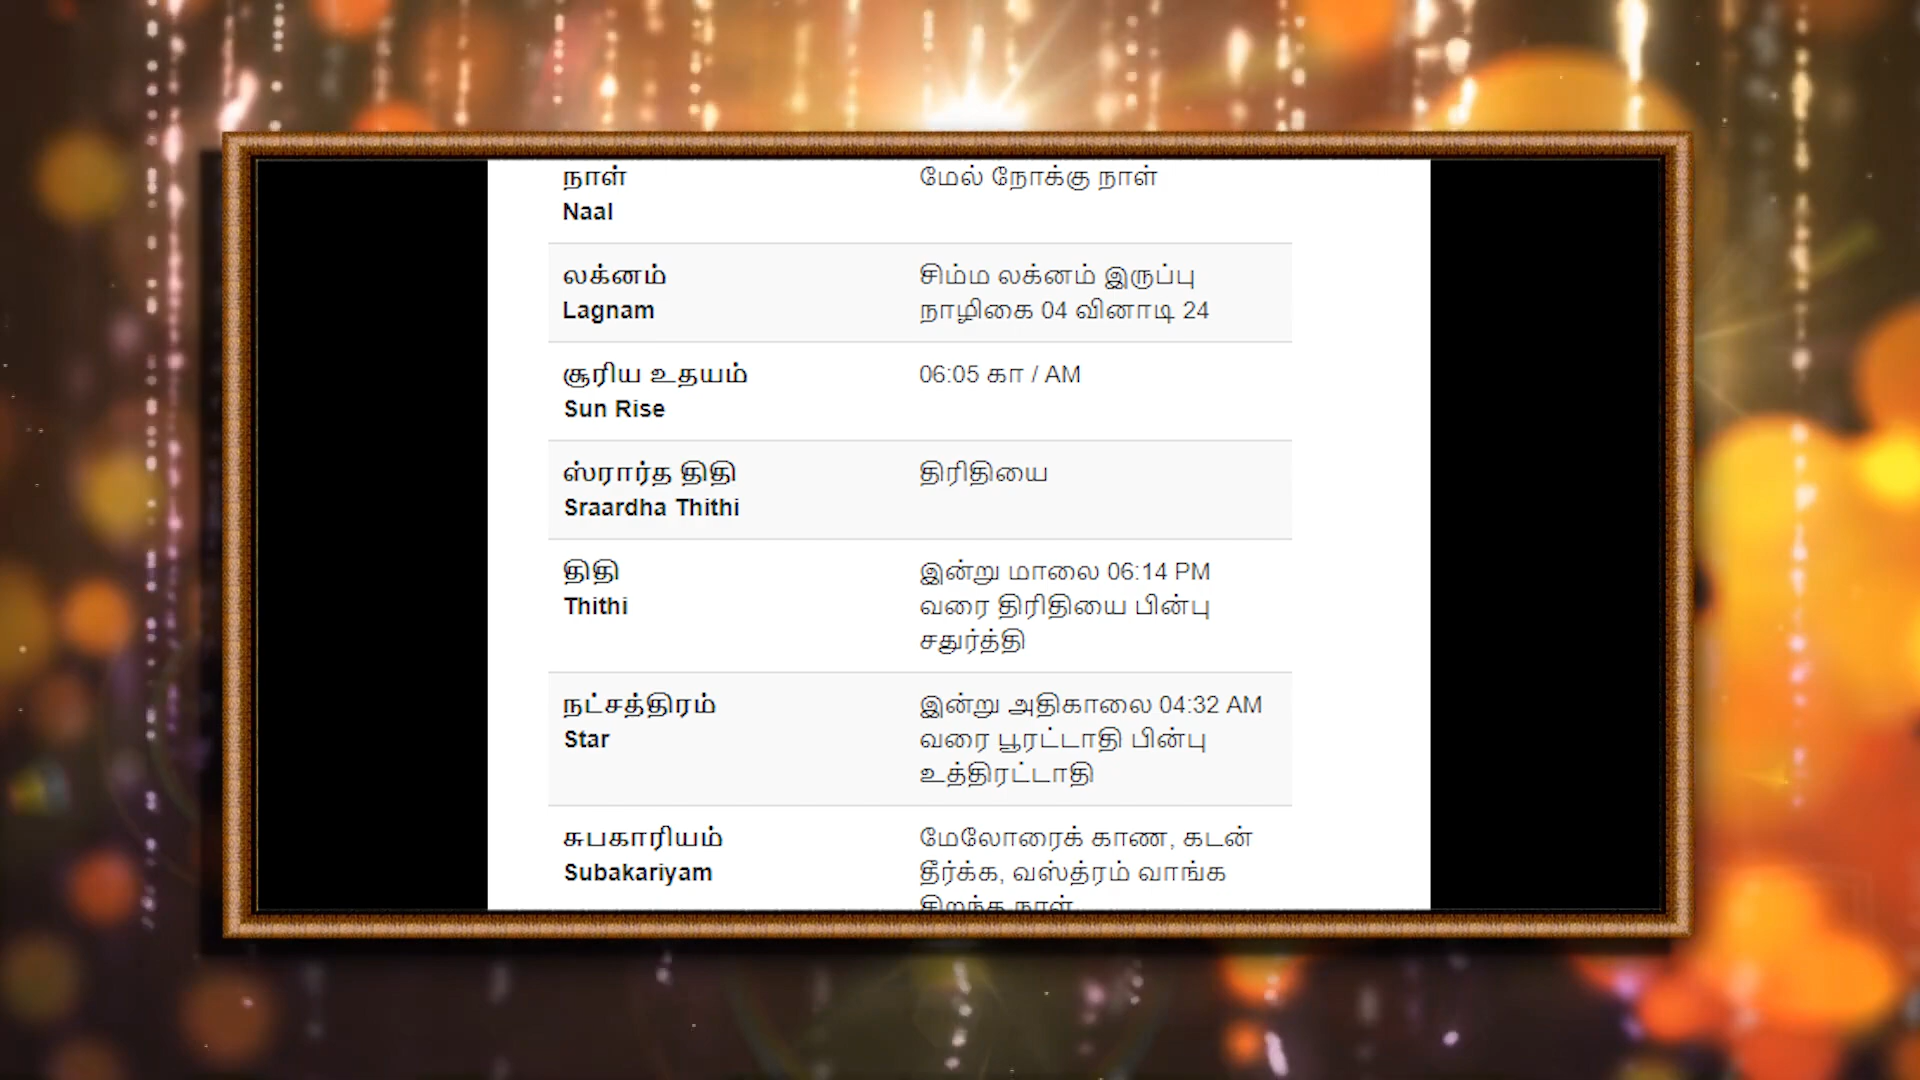 நாள் மேல் நோக்கு நாள்
Naal
லக்னம் சிம்ம லக்னம் இருப்பு
Lagnam நாழிகை 04 வினாடி 24
சூரிய உதயம் 06:05 கா / AM
Sun Rise
ஸ்ரார்த திதி திரிதியை
Sraardha Thithi
திதி இன்று மாலை 06:14 PM
Thithi வரை திரிதியை பின்பு
சதுர்த்தி
நட்சத்திரம் இன்று அதிகாலை 04:32 AM
Star வரை பூரட்டாதி பின்பு
உத்திரட்டாதி
சுபகாரியம் மேலோரைக் காண, கடன்
Subakariyam தீர்க்க, வஸ்த்ரம் வாங்க
சிறந்த நாள்